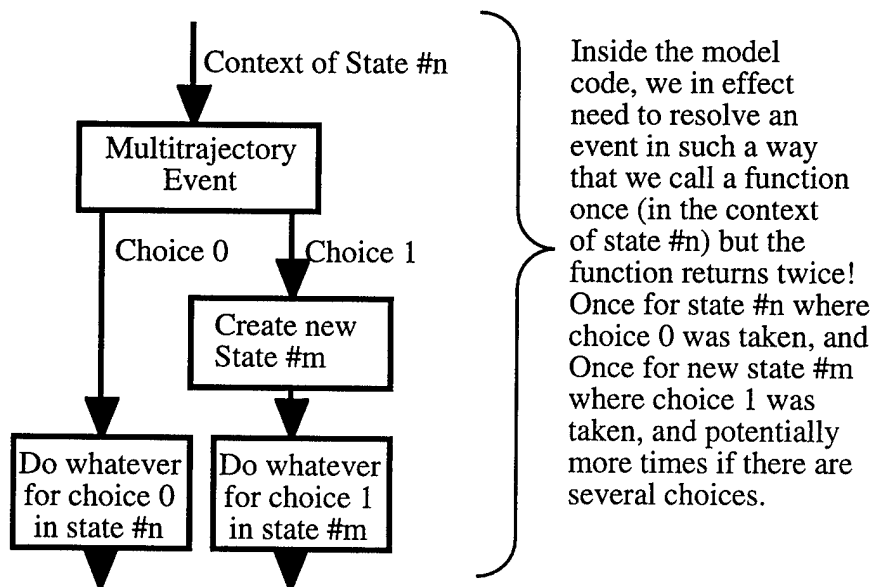 Context of State #n
Multitrajectory
Event
Choice 0
Choice 1
Create new
State #m
Do whatever
for choice 0
in state #n
Do whatever
for choice 1
in state #m
Inside the model
code, we in effect
need to resolve an
event in such a way
that we call a function
once (in the context
of state #n) but the
function returns twice!
Once for state #n where
choice 0 was taken, and
Once for new state #m
where choice 1 was
taken, and potentially
more times if there are
several choices.